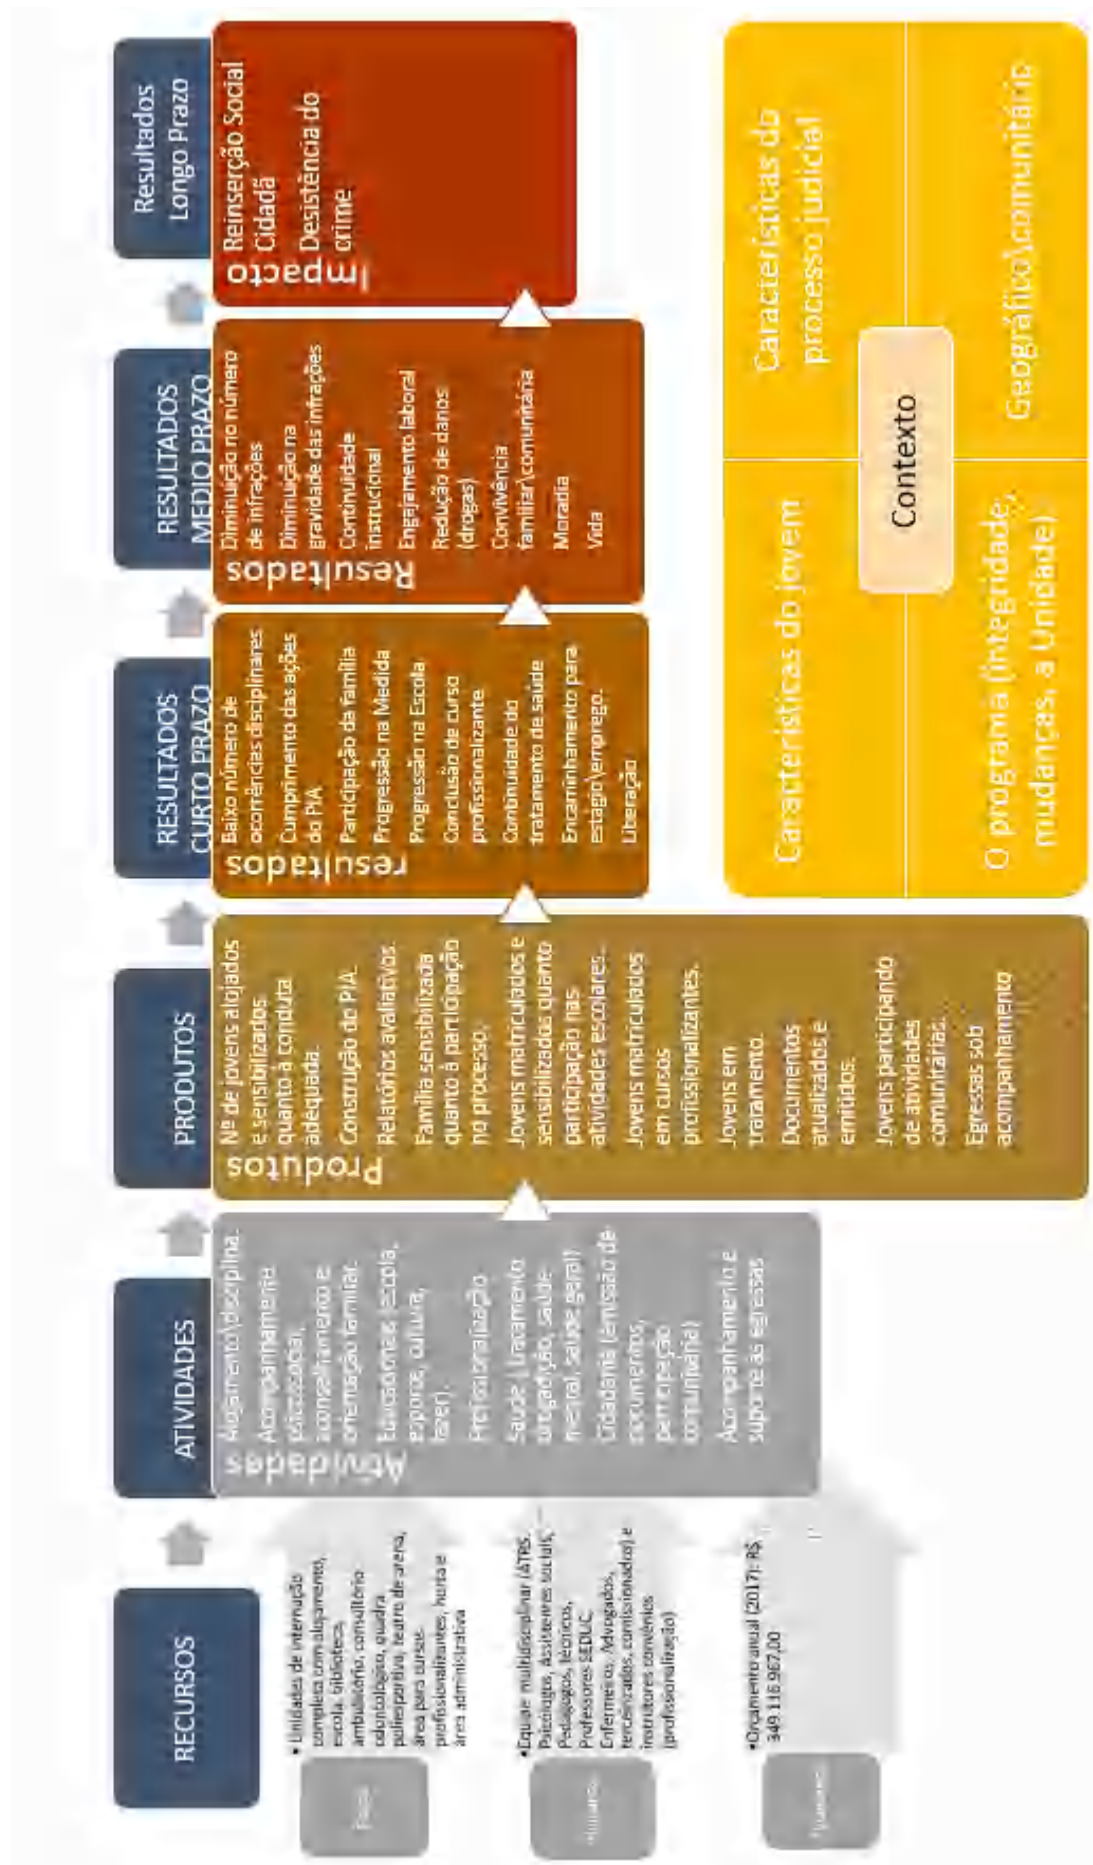 RECURSOS
• Unidades de internação
completa com alojamento,
escola, biblioteca,
ambulatório, consultório
odontológico, quadra
poliesportiva, teatro de arena,
área para cursos
profissionalizantes, horta e
área administrativa
•Equipe multidisciplinar (ATRS,
Psicólogos, Assistentes sociais,
Pedagogos, técnicos,
Professores SEDUC,
Enfermeiros, Advogados,
terceirizados, comissionados) e
instrutores convênios
(profissionalização)
•Orçamento anual (2017): R$
349.116.967,00
ATIVIDADES
Atividades
Alojamento\disciplina.
Acompanhamento
psicossocial,
aconselhamento e
orientação familiar.
Educacionais (escola,
esporte, cultura,
lazer).
Profissionalização
Saúde ( tratamento
drogadição, saúde
mental, saúde geral)
Cidadania (emissão de
documentos,
participação
comunitária)
Acompanhamento e
suporte às egressas
PRODUTOS
Produtos
Nº de jovens alojados
e sensibilizados
quanto à conduta
adequada.
Construção do PIA.
Relatórios avaliativos.
Família sensibilizada
quanto à participação
no processo.
Jovens matriculados e
sensibilizados quanto
participação nas
atividades escolares.
Jovens matriculados
em cursos
profissionalizantes.
Jovens em
tratamento.
Documentos
atualizados e
emitidos.
Jovens participando
de atividades
comunitárias.
Egressas sob
acompanhamento
RESULTADOS
CURTO PRAZO
resultados
Baixo número de
ocorrências disciplinares
Cumprimento das ações
do PIA
Participação da família
Progressão na Medida
Progressão na Escola
Conclusão de curso
profissionalizante
Continuidade do
tratamento de saúde
Encaminhamento para
estágio\emprego.
Liberação
RESULTADOS
MEDIO PRAZO
Resultados
Diminuição no número
de infrações
Diminuição na
gravidade das infrações
Continuidade
instrucional
Engajamento laboral
Redução de danos
(drogas)
Convivência
familiar\comunitária
Moradia
Vida
Resultados
Longo Prazo
Impacto
Reinserção Social
Cidadã
Desistência do
crime
Contexto
Características do jovem
Características do
processo judicial
O programa (integridade,
mudanças, a Unidade)
Geográfico\comunitário